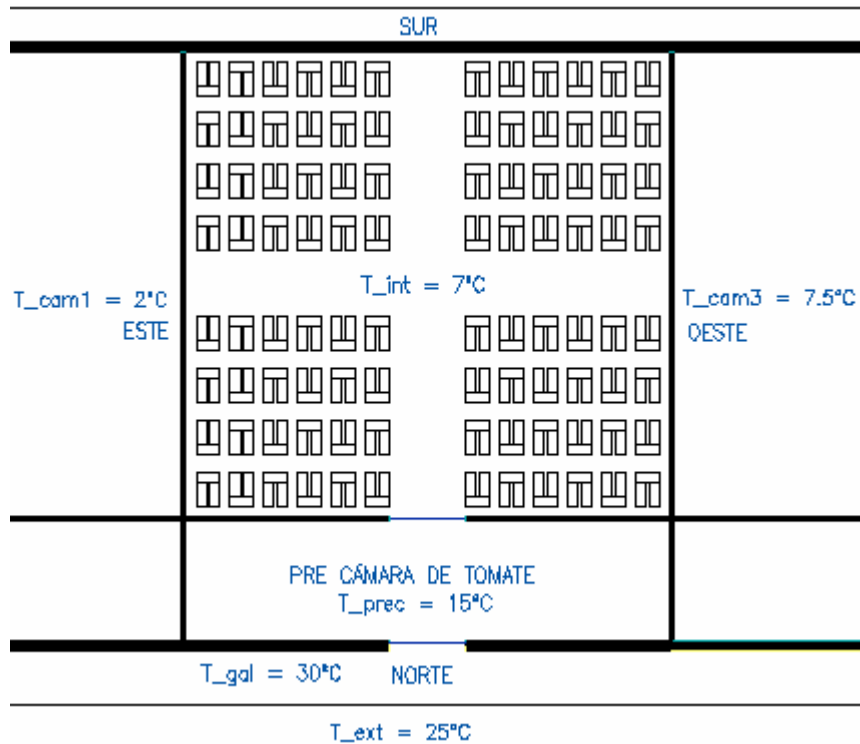 SUR
T_int = 7°C
T_cam1 = 2°C
ESTE
T_cam3 = 7.5°C
OESTE
PRE CÁMARA DE TOMATE
T_prec = 15°C
T_gal = 30°C
NORTE
T_ext = 25°C